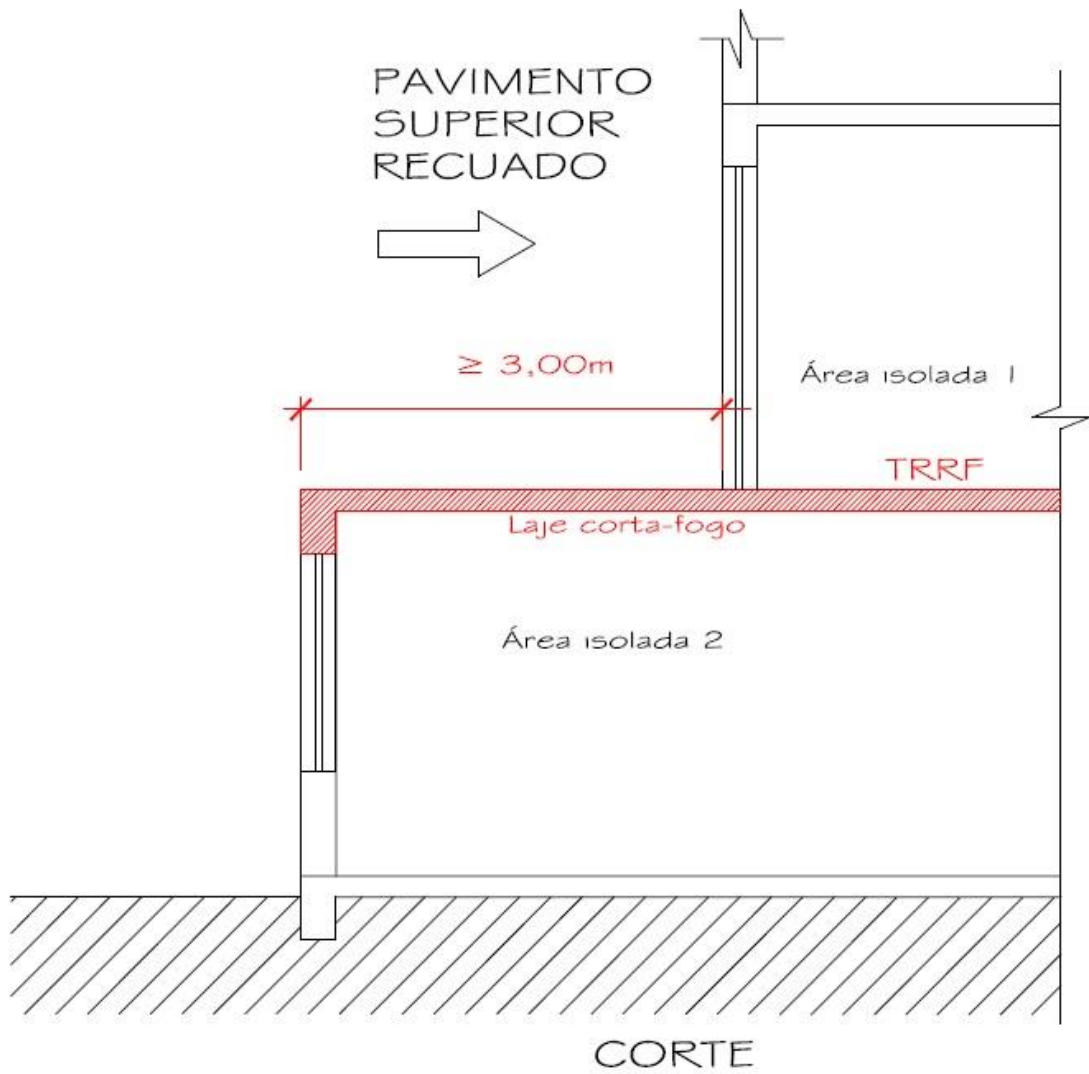 PAVIMENTO
SUPERIOR
RECUADO
≥ 3,00m
Área isolada 1
TRRF
Laje corta-fogo
Área isolada 2
CORTE